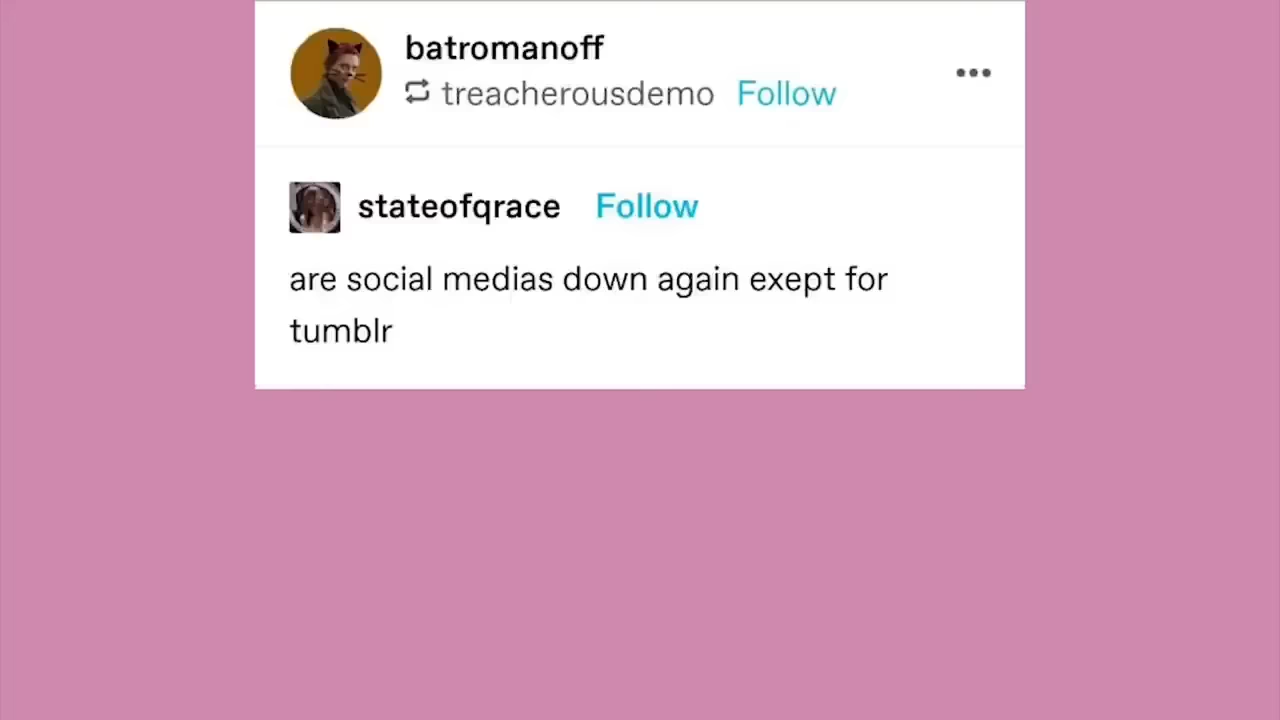 batromanoff
treacherousdemo Follow
stateofqrace Follow
are social medias down again exept for
tumblr